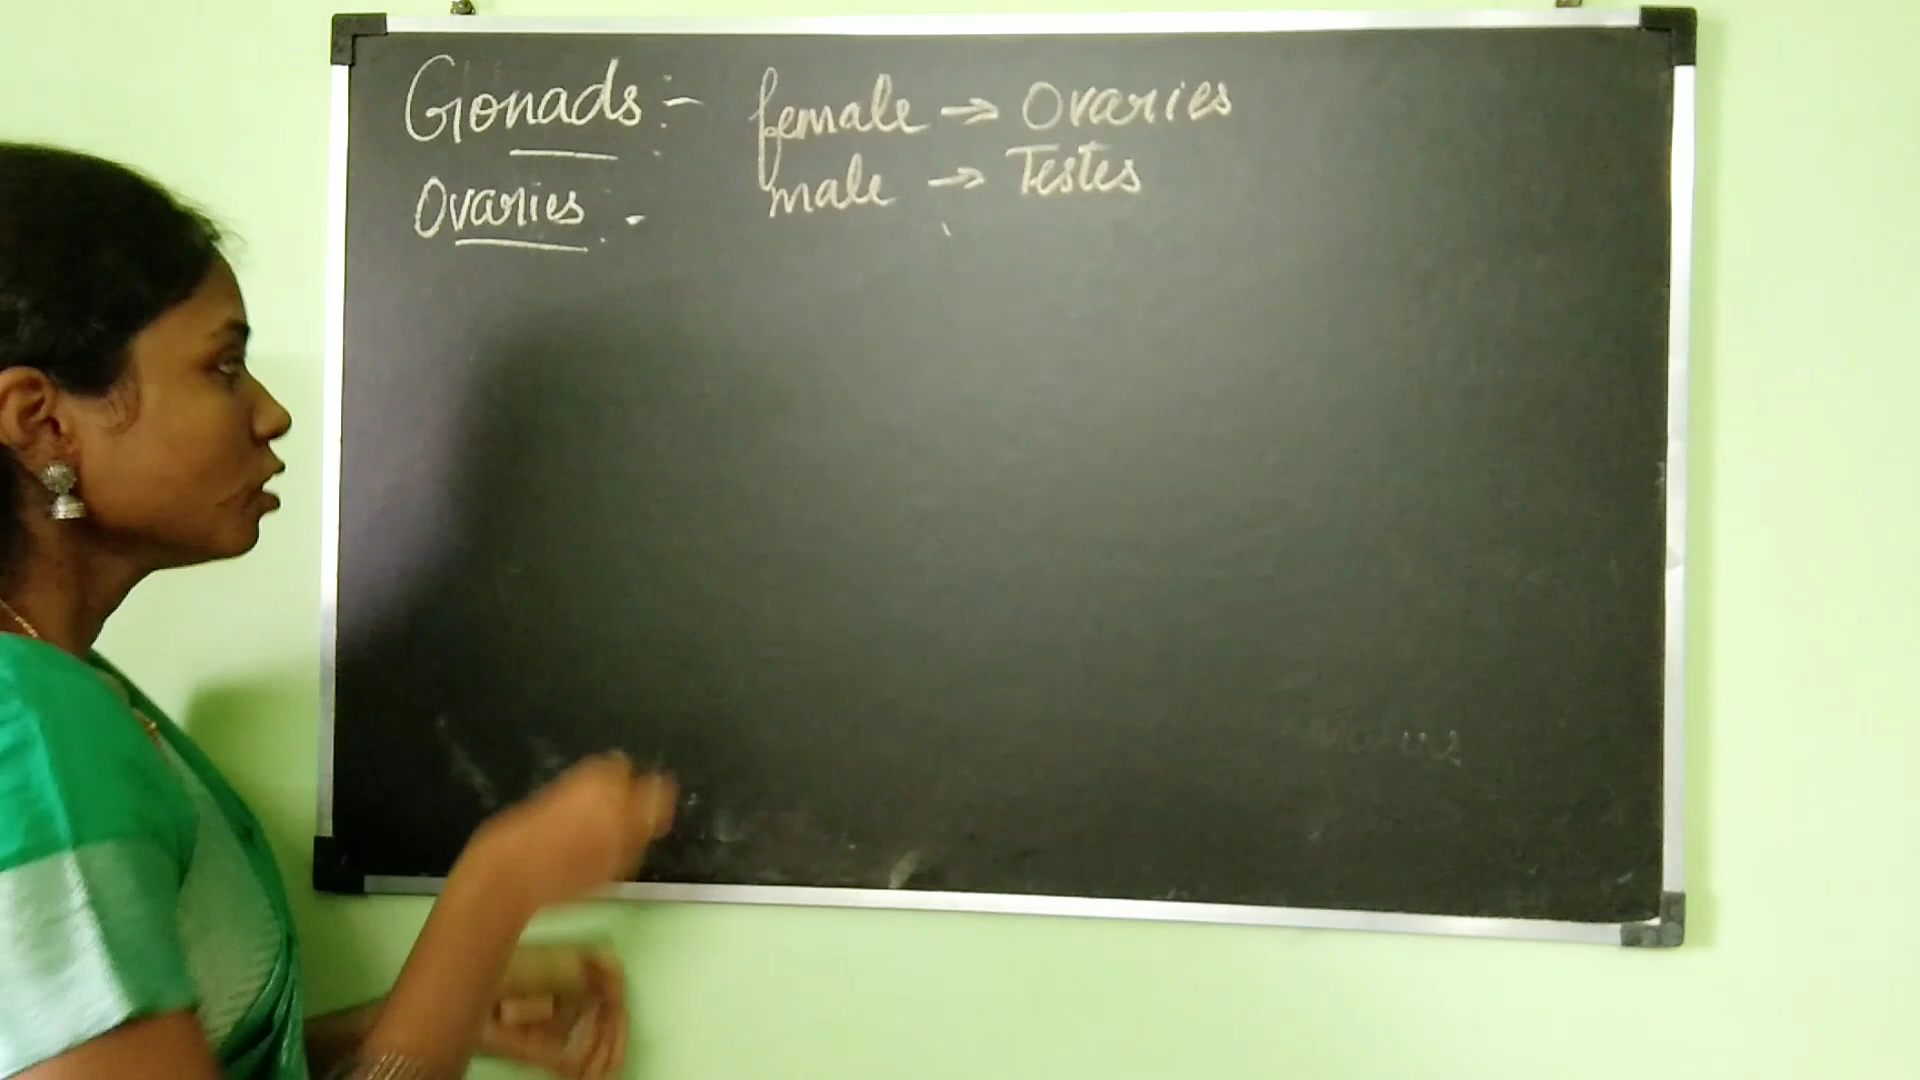 Gonads :- female → Ovaries
male → Testes
Ovaries :-